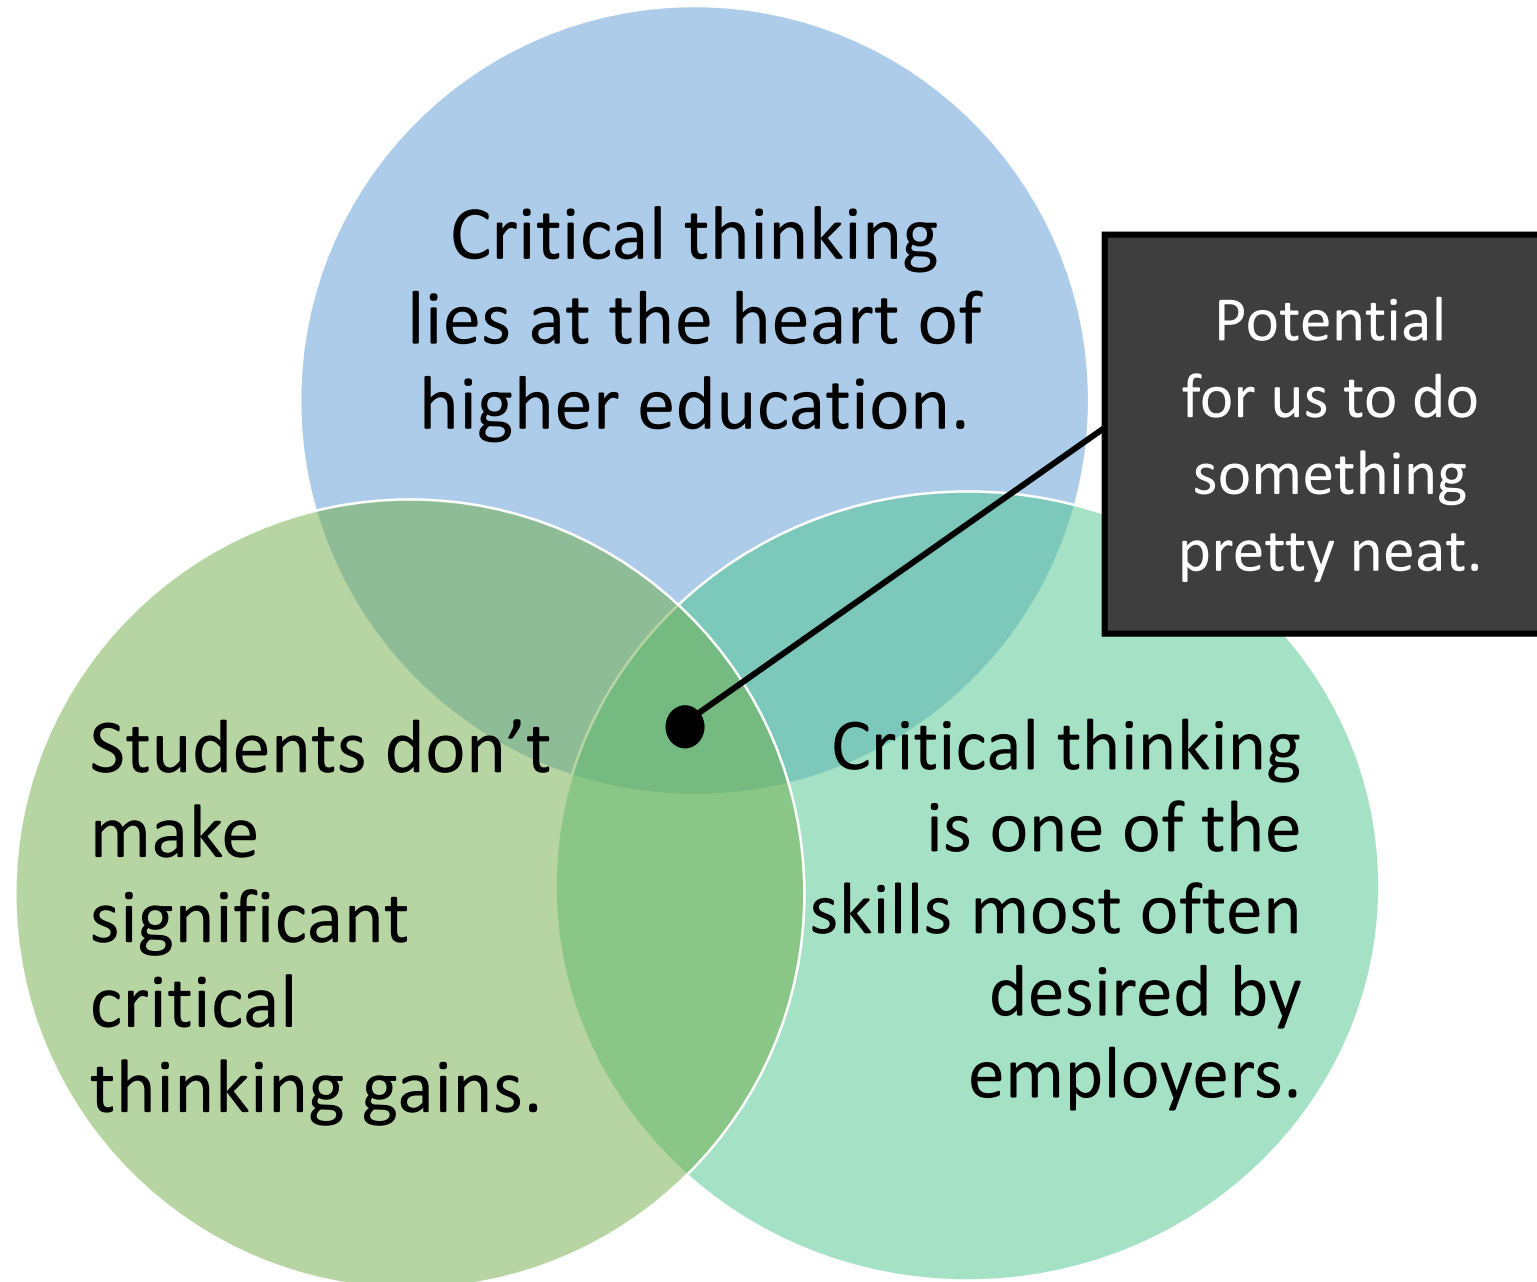 Critical thinking
lies at the heart of
higher education.
Potential
for us to do
something
pretty neat.
Students don’t
make
significant
critical
thinking gains.
Critical thinking
is one of the
skills most often
desired by
employers.